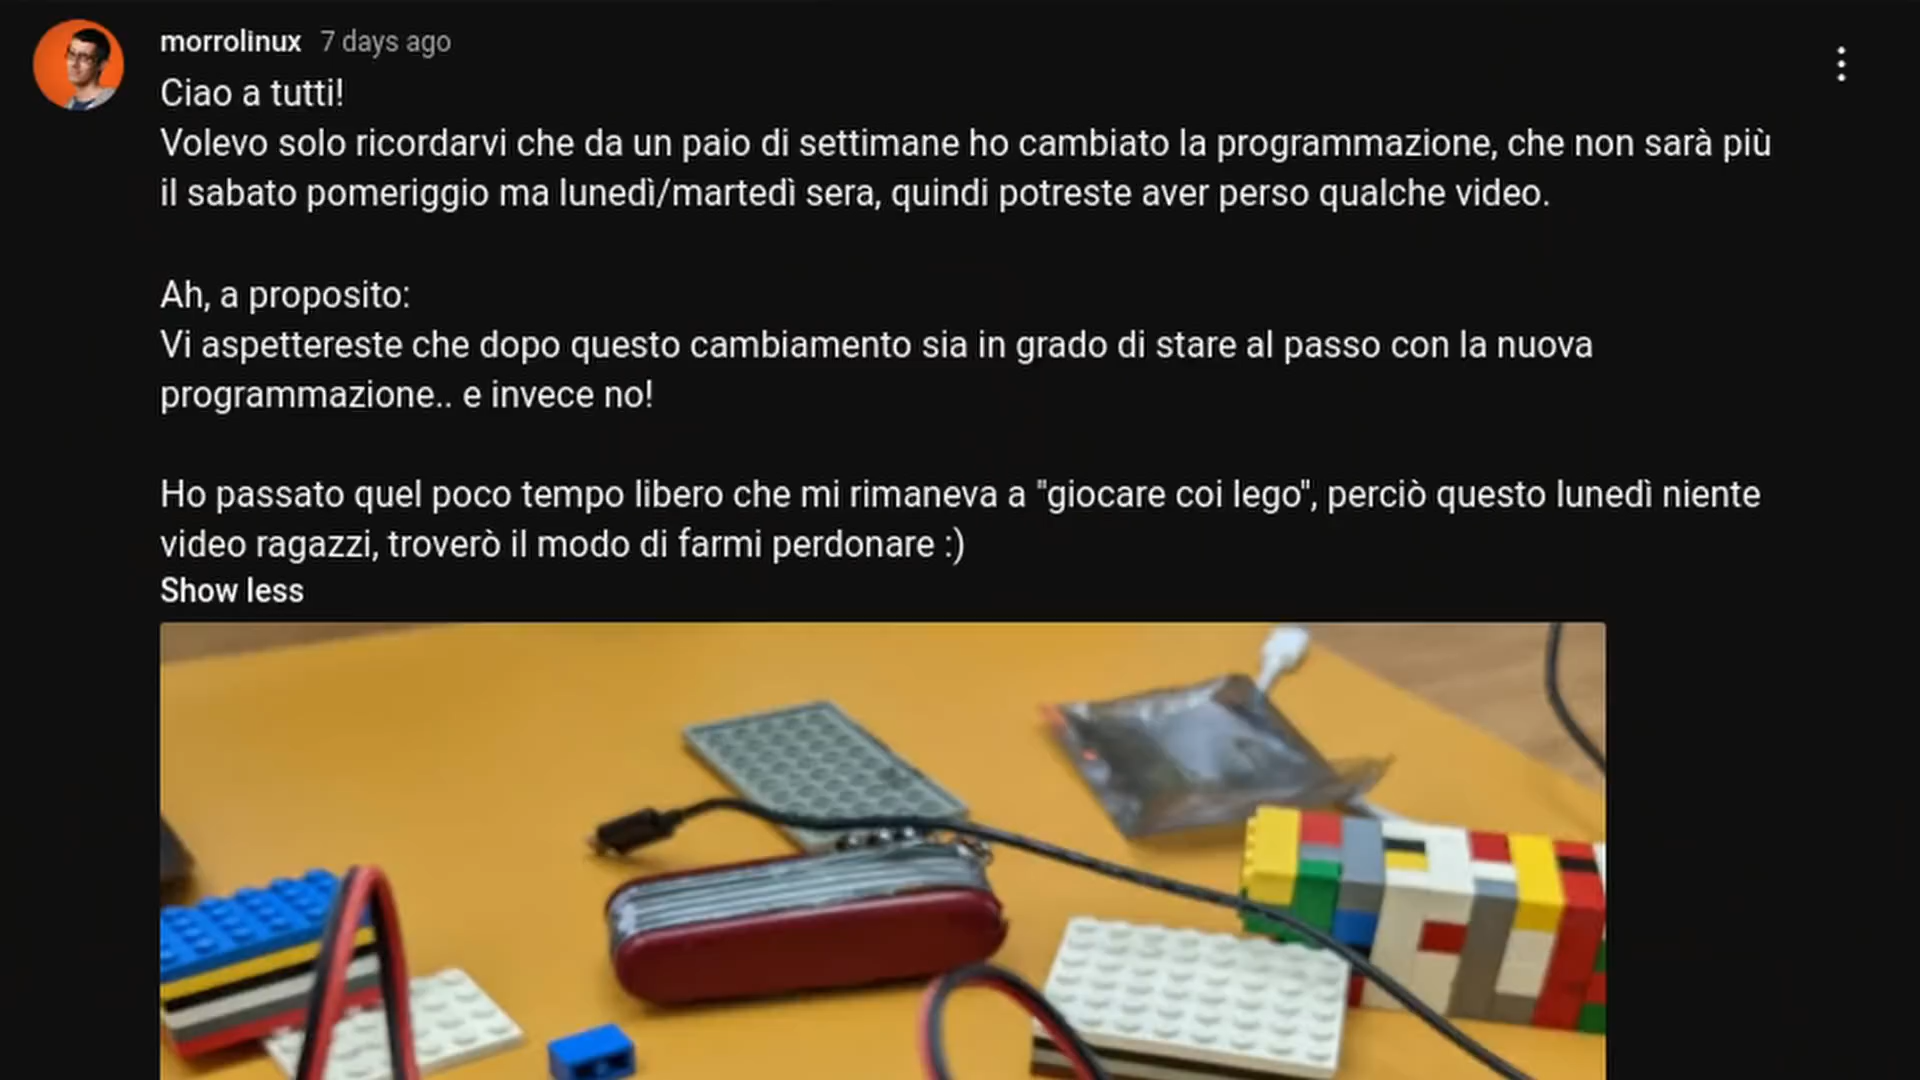 morrolinux 7 days ago
Ciao a tutti!
Volevo solo ricordarvi che da un paio di settimane ho cambiato la programmazione, che non sarà più
il sabato pomeriggio ma lunedì/martedì sera, quindi potreste aver perso qualche video.
Ah, a proposito:
Vi aspettereste che dopo questo cambiamento sia in grado di stare al passo con la nuova
programmazione.. e invece no!
Ho passato quel poco tempo libero che mi rimaneva a "giocare coi lego", perciò questo lunedì niente
video ragazzi, troverò il modo di farmi perdonare :)
Show less